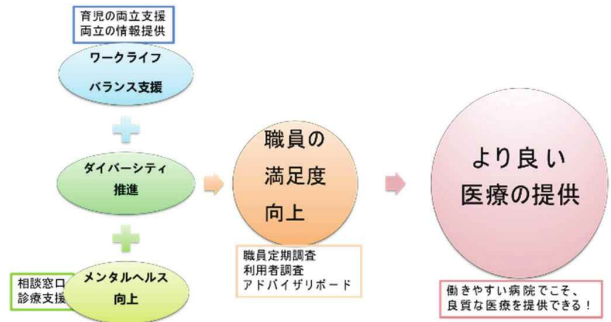 育児の両立支援
両立の情報提供
ワークライフ
バランス支援
ダイバーシティ
推進
相談窓口
診療支援
メンタルヘルス
向上
職員の
満足度
向上
職員定期調査
利用者調査
アドバイザリボード
より良い
医療の提供
働きやすい病院でこそ、
良質な医療を提供できる！